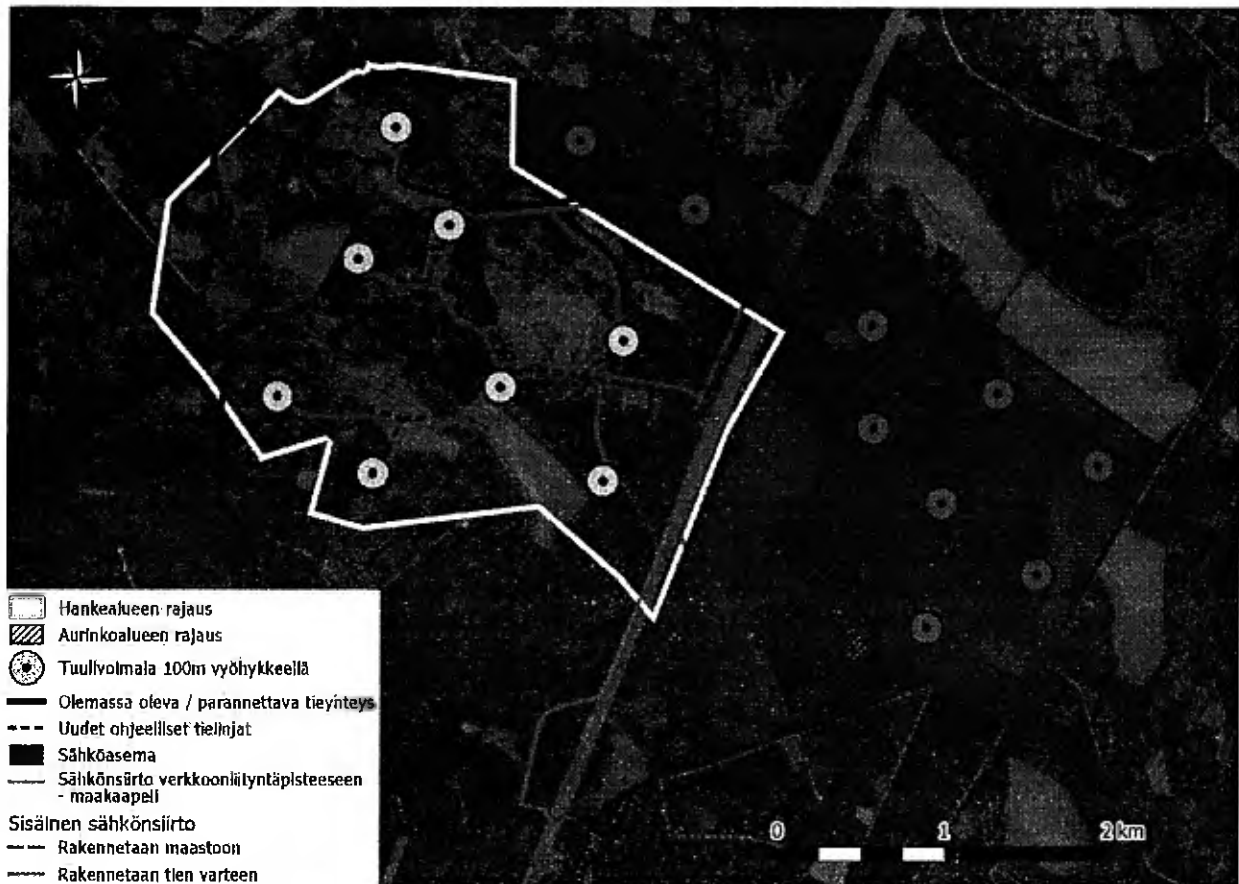 Hankealueen rajaus
Aurinkoalueen rajaus
Tuulivoimala 100m vyöhykkeellä
Olemassa oleva / parannettava tieyhteys
Uudet ohjeelliset tielinjat
Sähköasema
Sähkönsiirto verkkoonliityntäpisteeseen
- maakaapeli
Sisäinen sähkönsiirto
Rakennetaan maastoon
Rakennetaan tien varteen
0 1 2 km